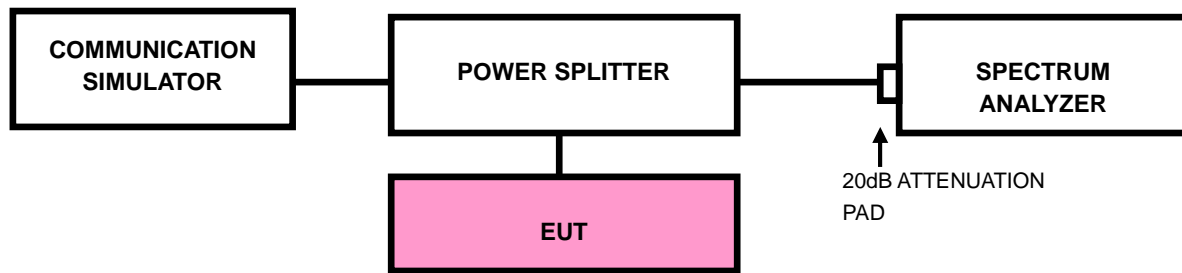 COMMUNICATION
SIMULATOR
POWER SPLITTER
SPECTRUM
ANALYZER
20dB ATTENUATION
PAD
EUT